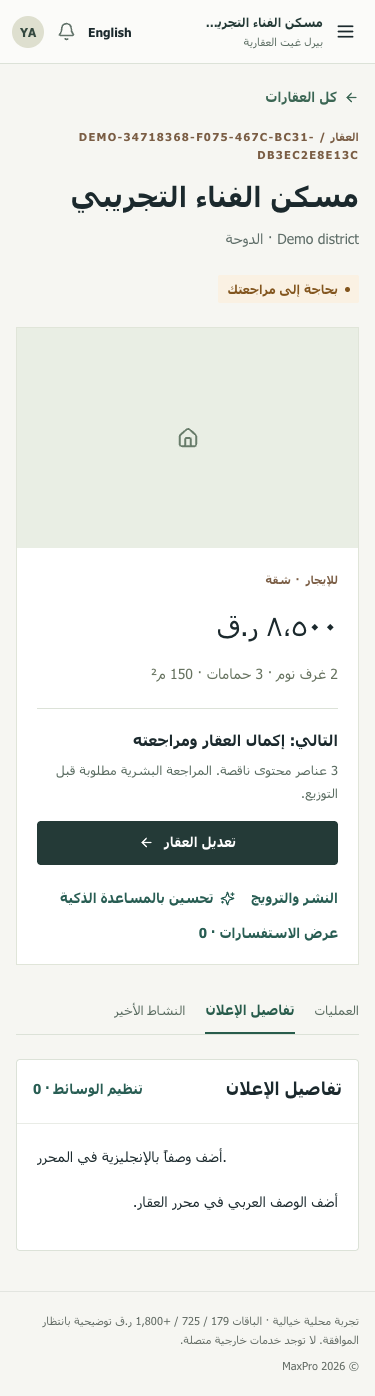 مسكن الفناء التجريبـ...
بيرل غيت العقارية
English
YA
كل العقارات
العقار / DEMO-34718368-F075-467C-BC31-
DB3EC2E8E13C
مسكن الفناء التجريبي
Demo district · الدوحة
بحاجة إلى مراجعتك
للإيجار · شقة
٨،٥٠٠ ر.ق
2 غرف نوم · 3 حمامات · 150 م²
التالي: إكمال العقار ومراجعته
3 عناصر محتوى ناقصة. المراجعة البشرية مطلوبة قبل
التوزيع.
تعديل العقار
النشر والترويج
تحسين بالمساعدة الذكية
عرض الاستفسارات · 0
العمليات
تفاصيل الإعلان
النشاط الأخير
تفاصيل الإعلان
تنظيم الوسائط · 0
أضف وصفاً بالإنجليزية في المحرر.
أضف الوصف العربي في محرر العقار.
تجربة محلية خيالية · الباقات 179 / 725 / +1,800 ر.ق توضيحية بانتظار
الموافقة. لا توجد خدمات خارجية متصلة.
© 2026 MaxPro